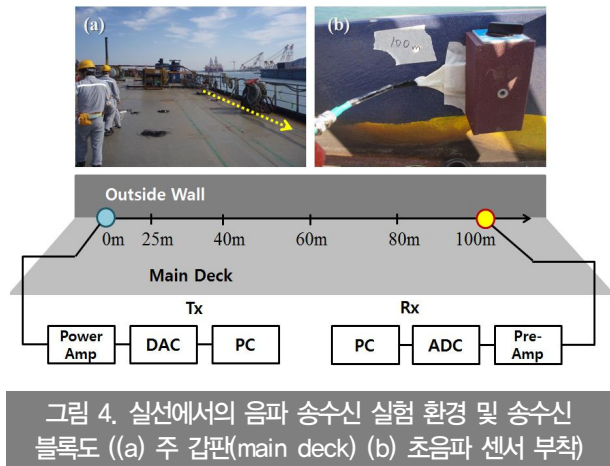 (a)
(b)
100m
Outside Wall
0m 25m 40m 60m 80m 100m
Main Deck
Tx
Rx
Power Amp
DAC
PC
PC
ADC
Pre-Amp
그림 4. 실선에서의 음파 송수신 실험 환경 및 송수신
블록도 ((a) 주 갑판(main deck) (b) 초음파 센서 부착)